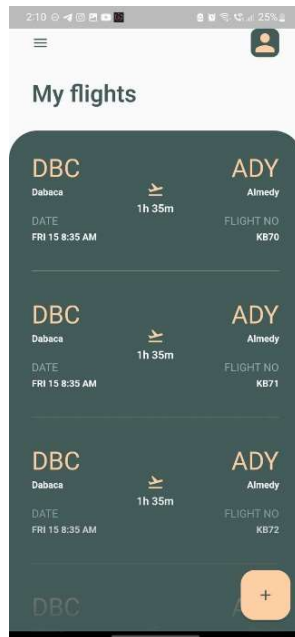 2:10 25%
My flights
DBC ADY
Dabaca Almedy
1h 35m
DATE FLIGHT NO
FRI 15 8:35 AM KB70
DBC ADY
Dabaca Almedy
1h 35m
DATE FLIGHT NO
FRI 15 8:35 AM KB71
DBC ADY
Dabaca Almedy
1h 35m
DATE FLIGHT NO
FRI 15 8:35 AM KB72
DBC
+